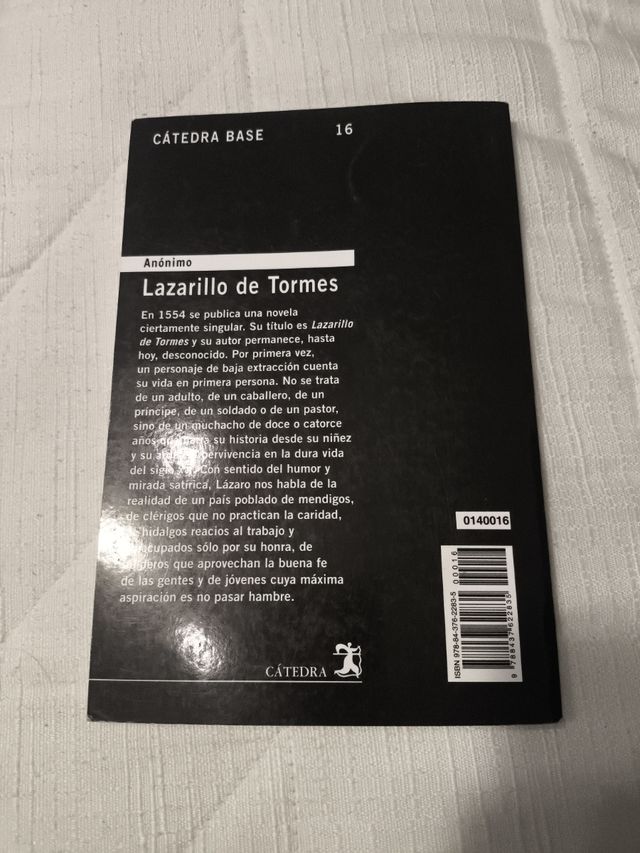 CÁTEDRA BASE 16
Anónimo
Lazarillo de Tormes
En 1554 se publica una novela
ciertamente singular. Su título es Lazarillo
de Tormes y su autor permanece, hasta
hoy, desconocido. Por primera vez,
un personaje de baja extracción cuenta
su vida en primera persona. No se trata
de un adulto, de un caballero, de un
príncipe, de un soldado o de un pastor,
sino de un muchacho de doce o catorce
años su historia desde su niñez
y su en la dura vida
del siglo Con sentido del humor y
mirada satírica, Lázaro nos habla de la
realidad de un país poblado de mendigos,
de clérigos que no practican la caridad,
hidalgos reacios al trabajo y
sólo por su honra, de
que aprovechan la buena fe
de las gentes y de jóvenes cuya máxima
aspiración es no pasar hambre.
0140016
00016
ISBN 978-84-376-2283-5
9 788437 622835
CÁTEDRA